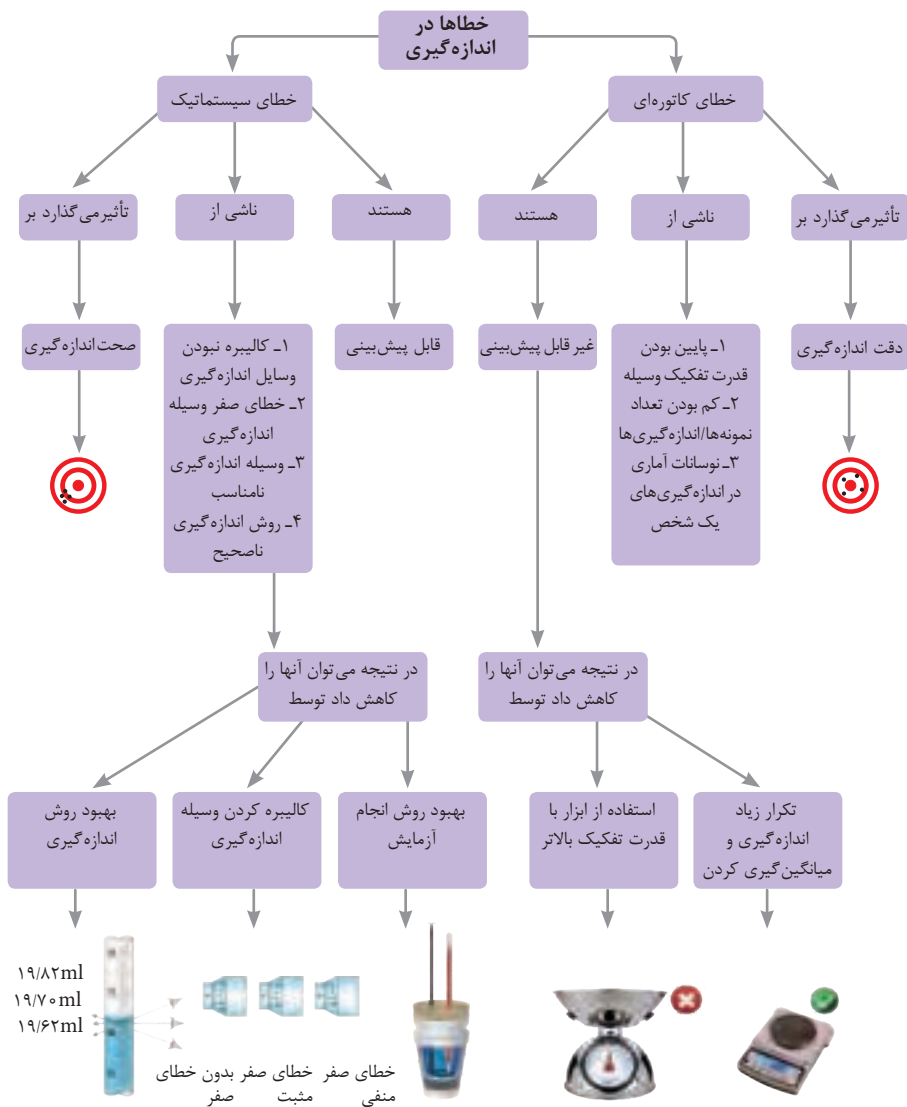 خطاها در
اندازه‌گیری
خطای کاتوره‌ای
خطای سیستماتیک
تأثیرمی‌گذارد بر
ناشی از
هستند
هستند
ناشی از
تأثیرمی‌گذارد بر
دقت اندازه‌گیری
۱ـ پایین بودن
قدرت تفکیک وسیله
۲ـ کم بودن تعداد
نمونه‌ها/اندازه‌گیری‌ها
۳ـ نوسانات آماری
در اندازه‌گیری‌های
یک شخص
غیر قابل پیش‌بینی
قابل پیش‌بینی
۱ـ کالیبره نبودن
وسایل اندازه‌گیری
۲ـ خطای صفر وسیله
اندازه‌گیری
۳ـ وسیله اندازه‌گیری
نامناسب
۴ـ روش اندازه‌گیری
ناصحیح
صحت اندازه‌گیری
در نتیجه می‌توان آنها را
کاهش داد توسط
در نتیجه می‌توان آنها را
کاهش داد توسط
تکرار زیاد
اندازه‌گیری و
میانگین‌گیری کردن
استفاده از ابزار با
قدرت تفکیک بالاتر
بهبود روش انجام
آزمایش
کالیبره کردن وسیله
اندازه‌گیری
بهبود روش
اندازه‌گیری
خطای صفر
منفی
خطای صفر
مثبت
بدون خطای
صفر
۱۹/۸۲ml
۱۹/۷۰ml
۱۹/۶۲ml